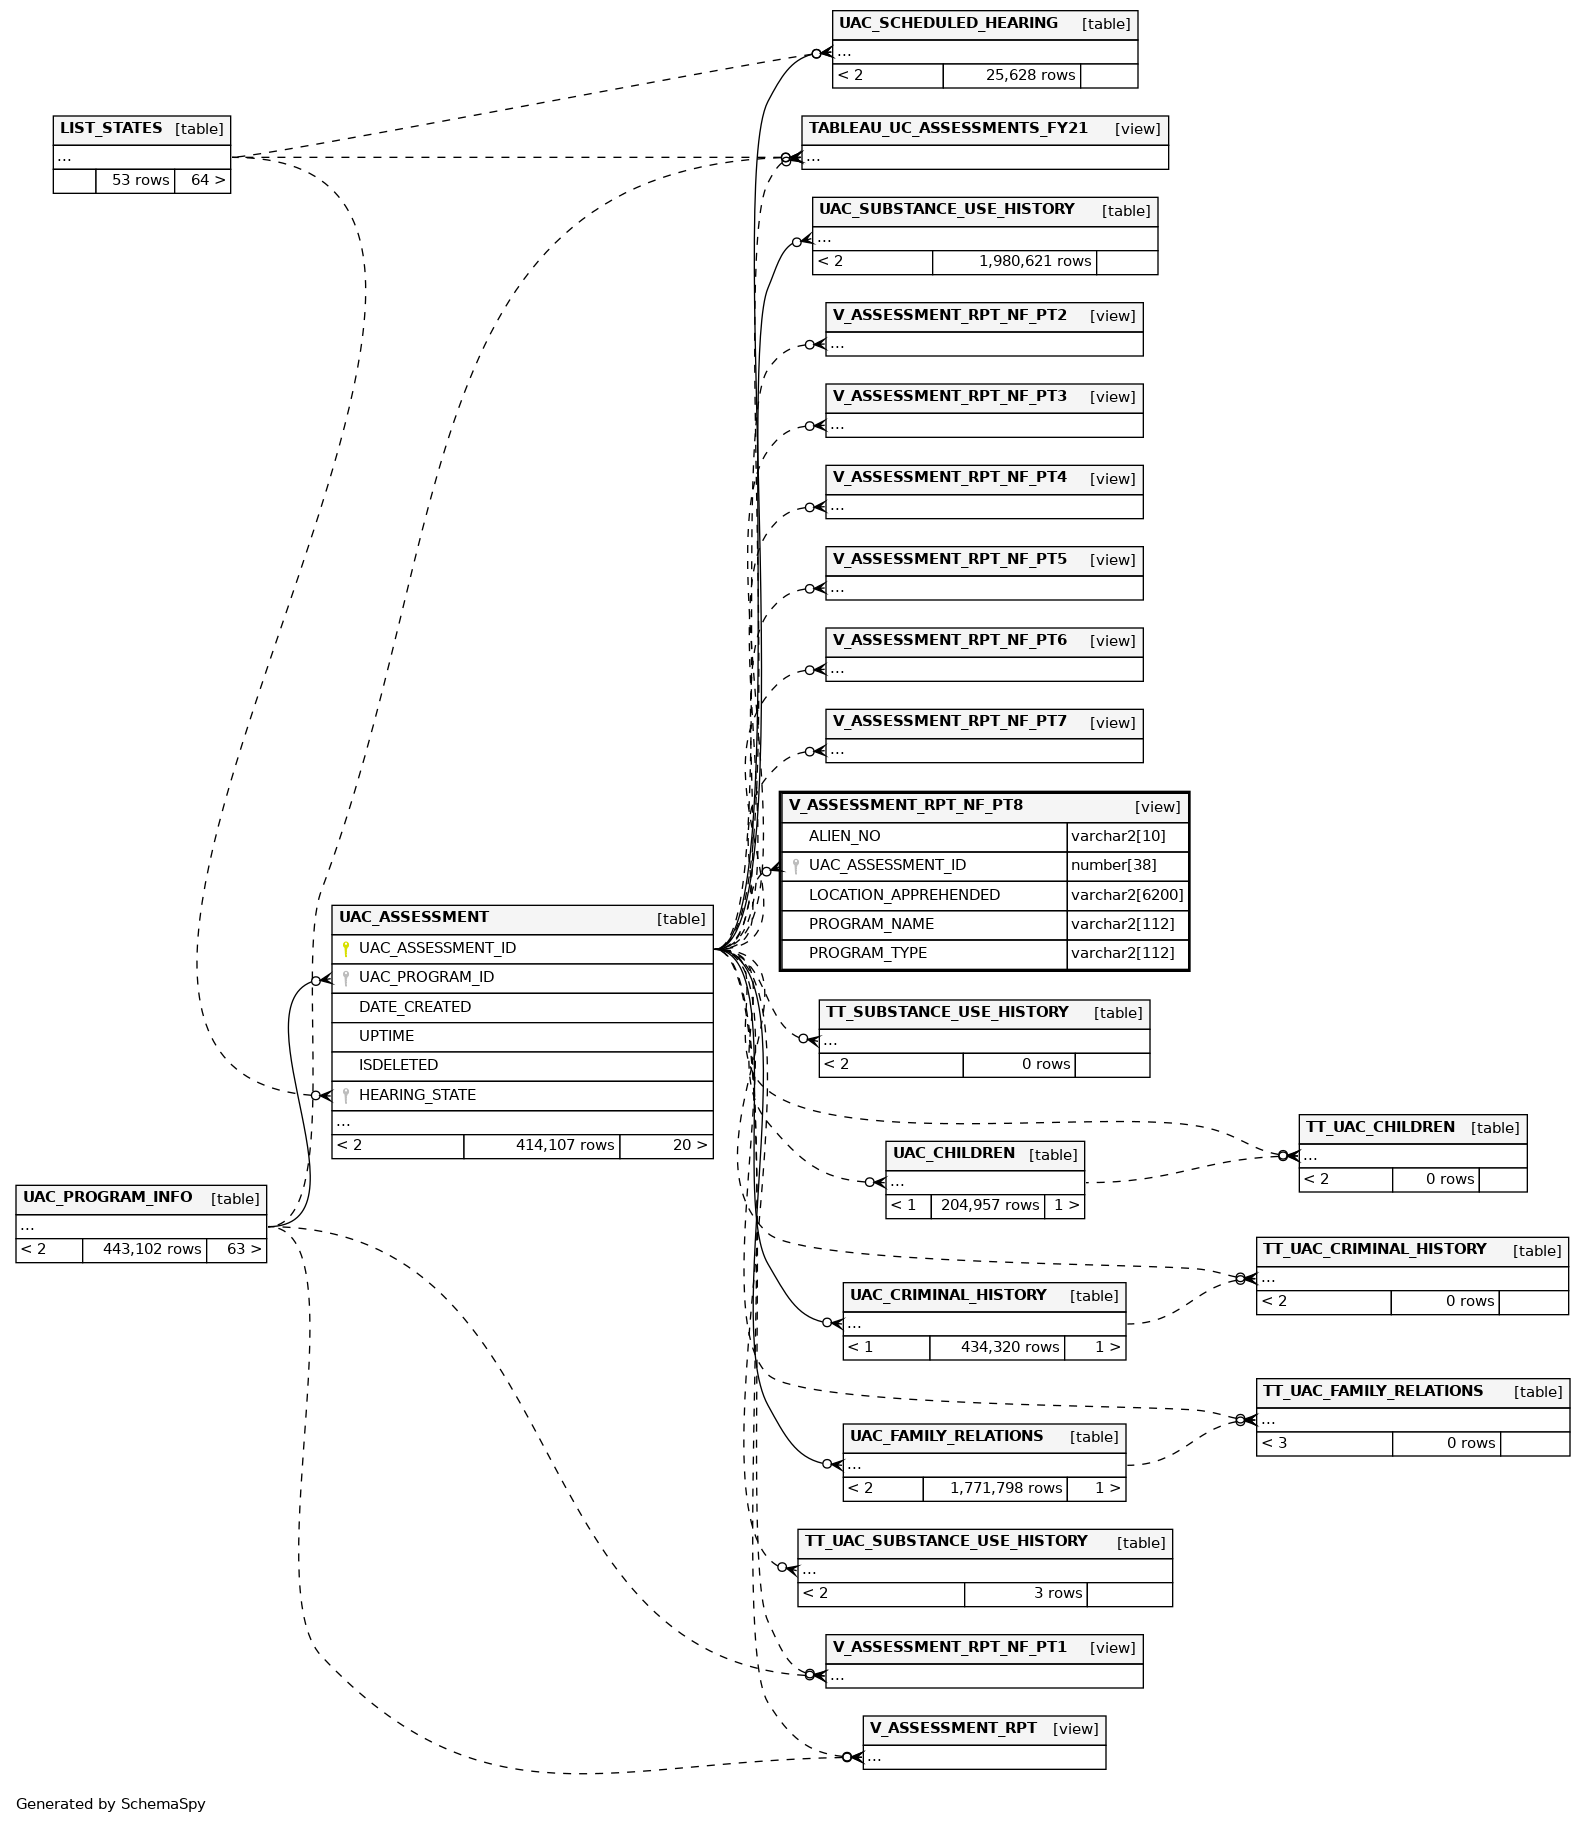 UAC_SCHEDULED_HEARING [table]
...
< 2 25,628 rows
LIST_STATES [table]
...
53 rows 64 >
TABLEAU_UC_ASSESSMENTS_FY21 [view]
...
UAC_SUBSTANCE_USE_HISTORY [table]
...
< 2 1,980,621 rows
V_ASSESSMENT_RPT_NF_PT2 [view]
...
V_ASSESSMENT_RPT_NF_PT3 [view]
...
V_ASSESSMENT_RPT_NF_PT4 [view]
...
V_ASSESSMENT_RPT_NF_PT5 [view]
...
V_ASSESSMENT_RPT_NF_PT6 [view]
...
V_ASSESSMENT_RPT_NF_PT7 [view]
...
V_ASSESSMENT_RPT_NF_PT8 [view]
ALIEN_NO varchar2[10]
UAC_ASSESSMENT_ID number[38]
LOCATION_APPREHENDED varchar2[6200]
PROGRAM_NAME varchar2[112]
PROGRAM_TYPE varchar2[112]
UAC_ASSESSMENT [table]
UAC_ASSESSMENT_ID
UAC_PROGRAM_ID
DATE_CREATED
UPTIME
ISDELETED
HEARING_STATE
...
< 2 414,107 rows 20 >
TT_SUBSTANCE_USE_HISTORY [table]
...
< 2 0 rows
TT_UAC_CHILDREN [table]
...
< 2 0 rows
UAC_CHILDREN [table]
...
< 1 204,957 rows 1 >
UAC_PROGRAM_INFO [table]
...
< 2 443,102 rows 63 >
TT_UAC_CRIMINAL_HISTORY [table]
...
< 2 0 rows
UAC_CRIMINAL_HISTORY [table]
...
< 1 434,320 rows 1 >
TT_UAC_FAMILY_RELATIONS [table]
...
< 3 0 rows
UAC_FAMILY_RELATIONS [table]
...
< 2 1,771,798 rows 1 >
TT_UAC_SUBSTANCE_USE_HISTORY [table]
...
< 2 3 rows
V_ASSESSMENT_RPT_NF_PT1 [view]
...
V_ASSESSMENT_RPT [view]
...
Generated by SchemaSpy